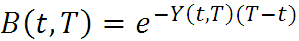 B(t,T) = e^{-Y(t,T)(T-t)}